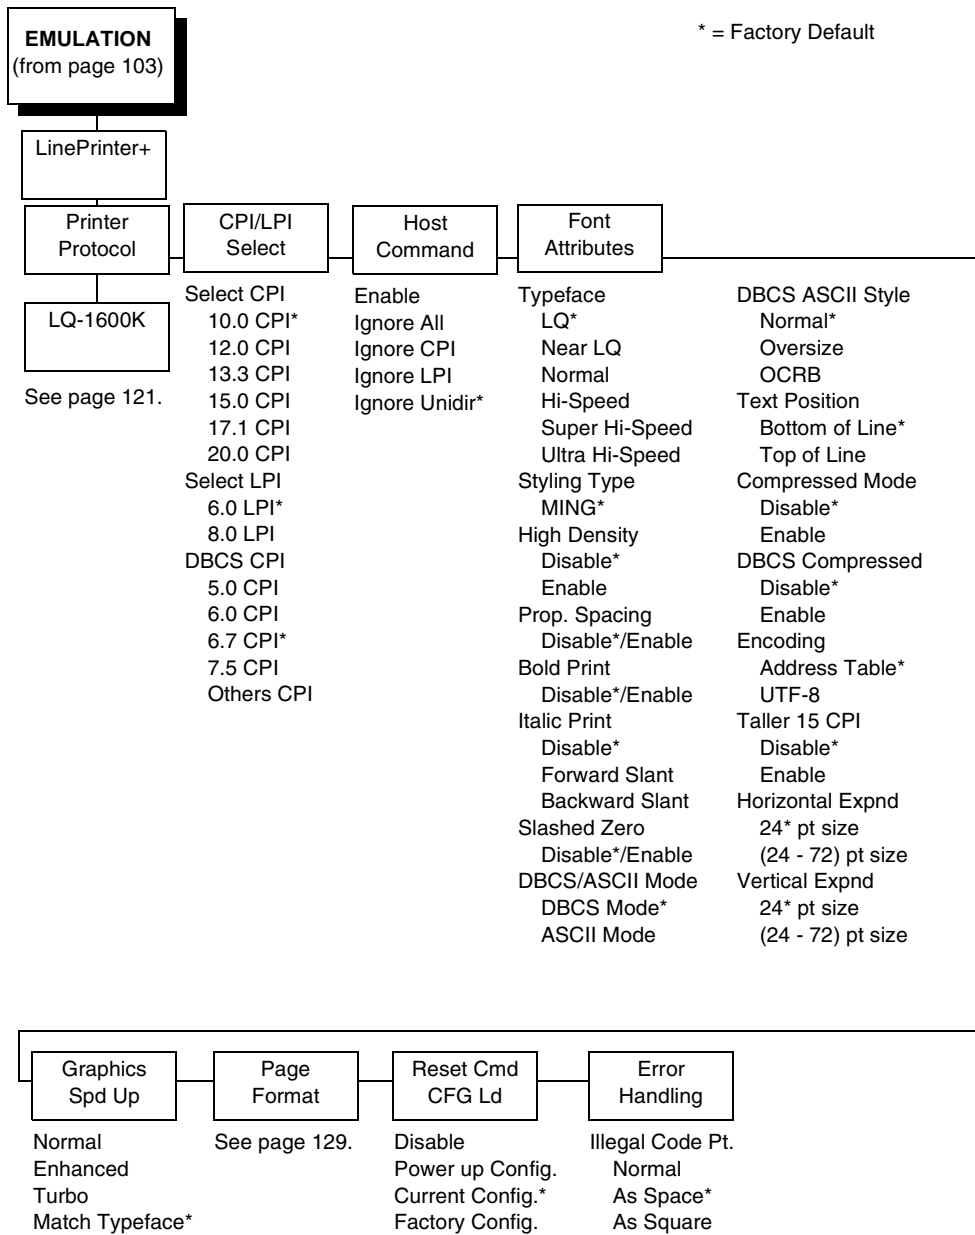 EMULATION
(from page 103)
* = Factory Default
LinePrinter+
Printer
Protocol
CPI/LPI
Select
Host
Command
Font
Attributes
LQ-1600K
See page 121.
Select CPI
10.0 CPI*
12.0 CPI
13.3 CPI
15.0 CPI
17.1 CPI
20.0 CPI
Select LPI
6.0 LPI*
8.0 LPI
DBCS CPI
5.0 CPI
6.0 CPI
6.7 CPI*
7.5 CPI
Others CPI
Enable
Ignore All
Ignore CPI
Ignore LPI
Ignore Unidir*
Typeface
LQ*
Near LQ
Normal
Hi-Speed
Super Hi-Speed
Ultra Hi-Speed
Styling Type
MING*
High Density
Disable*
Enable
Prop. Spacing
Disable*/Enable
Bold Print
Disable*/Enable
Italic Print
Disable*
Forward Slant
Backward Slant
Slashed Zero
Disable*/Enable
DBCS/ASCII Mode
DBCS Mode*
ASCII Mode
DBCS ASCII Style
Normal*
Oversize
OCRB
Text Position
Bottom of Line*
Top of Line
Compressed Mode
Disable*
Enable
DBCS Compressed
Disable*
Enable
Encoding
Address Table*
UTF-8
Taller 15 CPI
Disable*
Enable
Horizontal Expnd
24* pt size
(24 - 72) pt size
Vertical Expnd
24* pt size
(24 - 72) pt size
Graphics
Spd Up
Page
Format
Reset Cmd
CFG Ld
Error
Handling
Normal
Enhanced
Turbo
Match Typeface*
See page 129.
Disable
Power up Config.
Current Config.*
Factory Config.
Illegal Code Pt.
Normal
As Space*
As Square